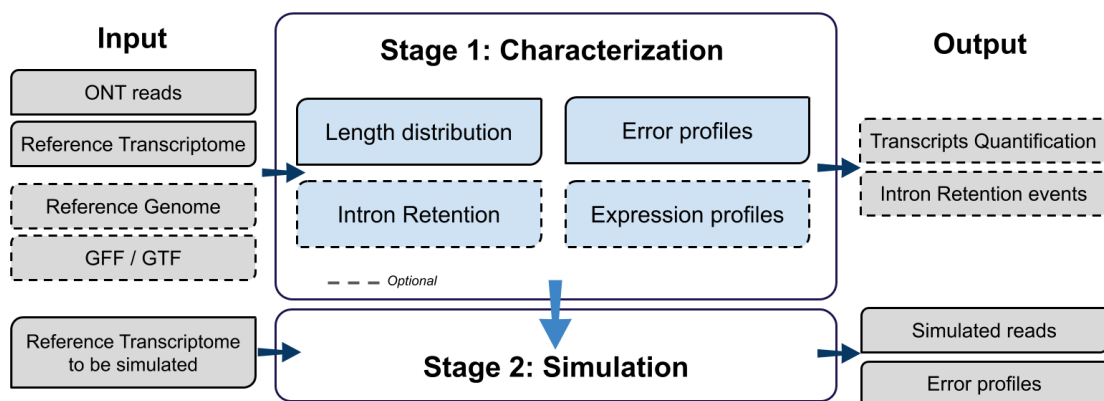 Input
ONT reads
Reference Transcriptome
Reference Genome
GFF / GTF
Reference Transcriptome
to be simulated
Stage 1: Characterization
Length distribution
Error profiles
Intron Retention
Expression profiles
Optional
Stage 2: Simulation
Output
Transcripts Quantification
Intron Retention events
Simulated reads
Error profiles